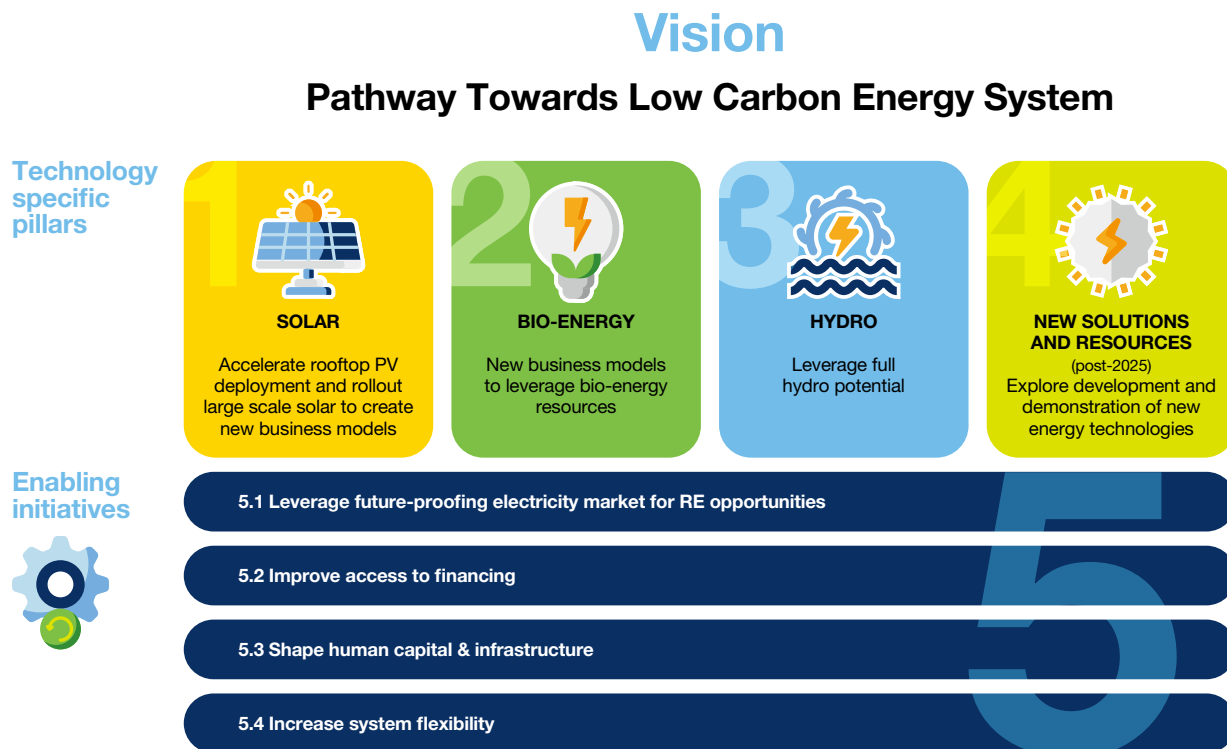 Vision
Pathway Towards Low Carbon Energy System
Technology
specific
pillars
1
SOLAR
Accelerate rooftop PV
deployment and rollout
large scale solar to create
new business models
2
BIO-ENERGY
New business models
to leverage bio-energy
resources
3
HYDRO
Leverage full
hydro potential
4
NEW SOLUTIONS
AND RESOURCES
(post-2025)
Explore development and
demonstration of new
energy technologies
Enabling
initiatives
5
5.1 Leverage future-proofing electricity market for RE opportunities
5.2 Improve access to financing
5.3 Shape human capital & infrastructure
5.4 Increase system flexibility